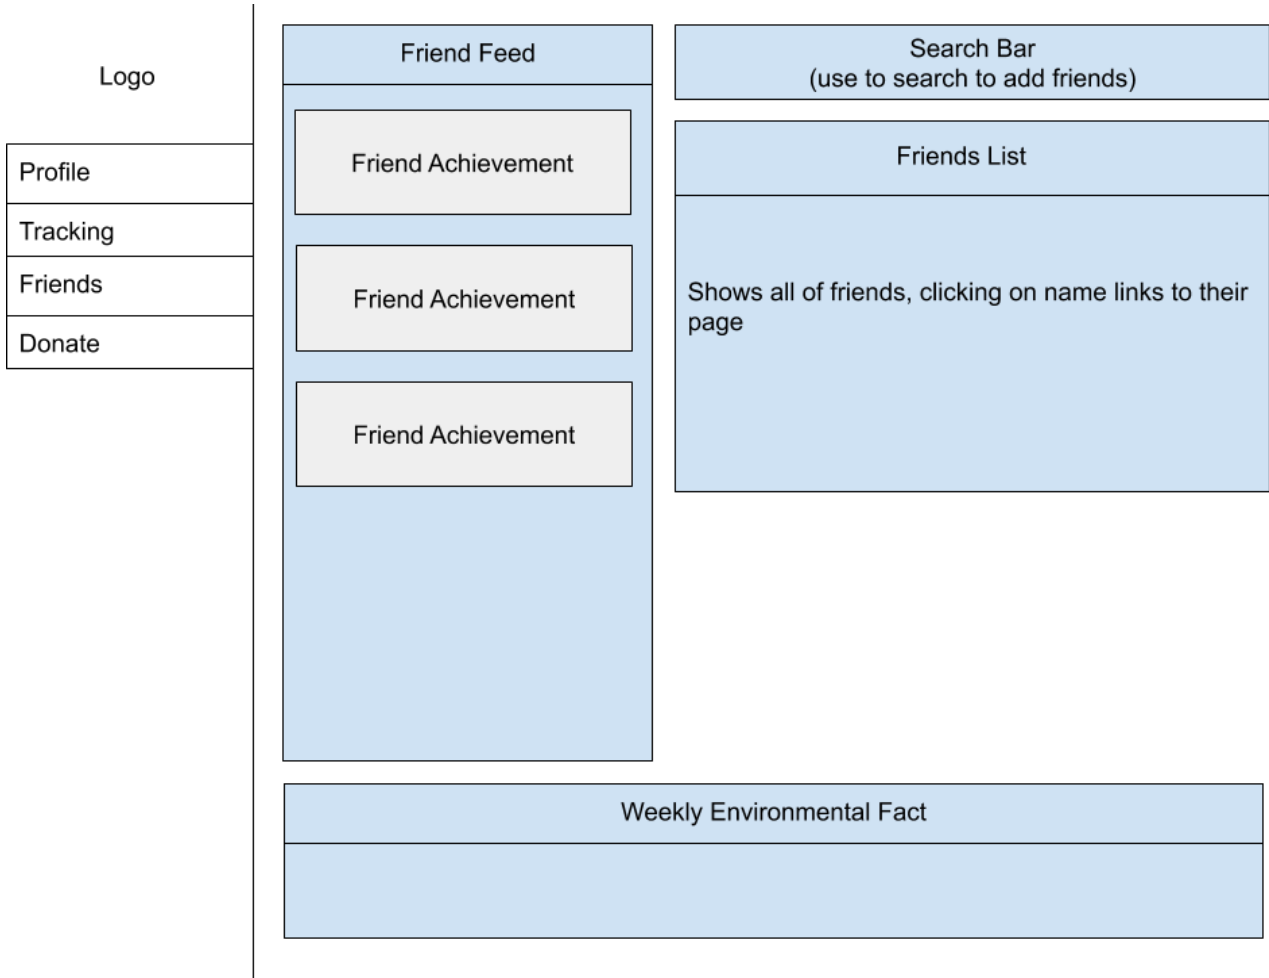 Logo
Profile
Tracking
Friends
Donate
Friend Feed
Friend Achievement
Friend Achievement
Friend Achievement
Search Bar
(use to search to add friends)
Friends List
Shows all of friends, clicking on name links to their
page
Weekly Environmental Fact